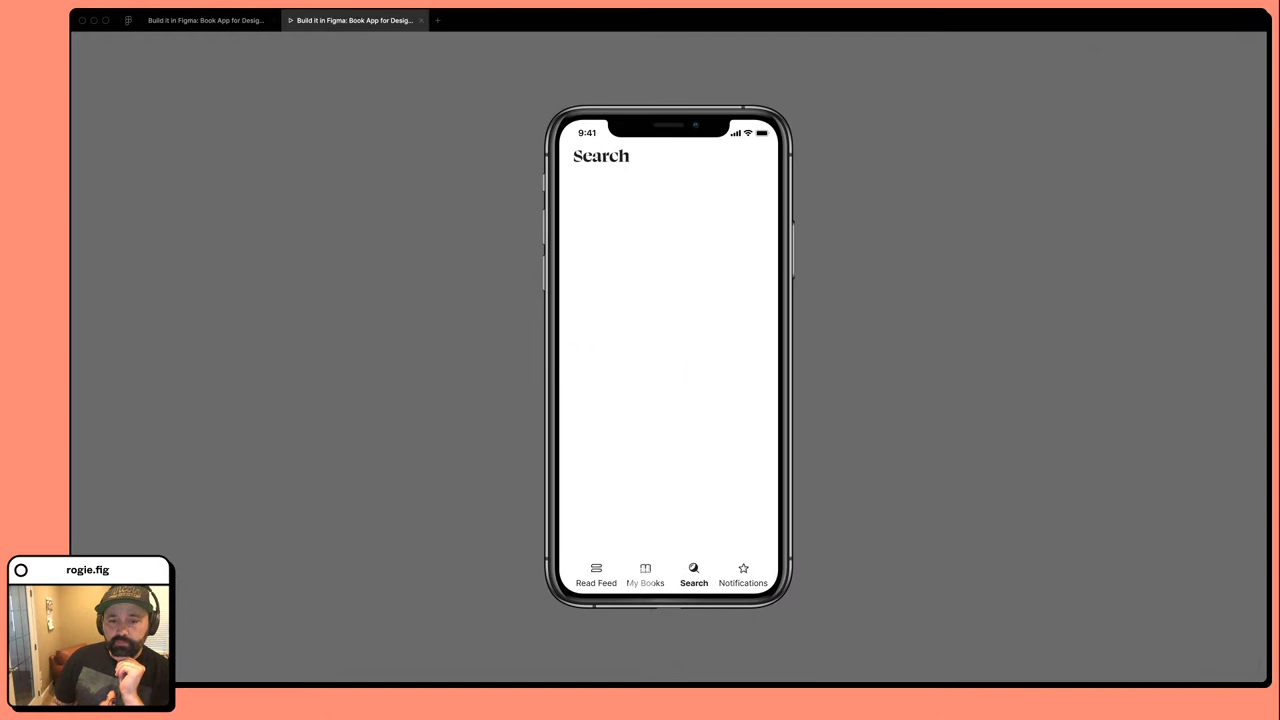 Build it in Figma: Book App for Desig...
Build it in Figma: Book App for Desig...
9:41
Search
Read Feed
My Books
Search
Notifications
rogie.fig